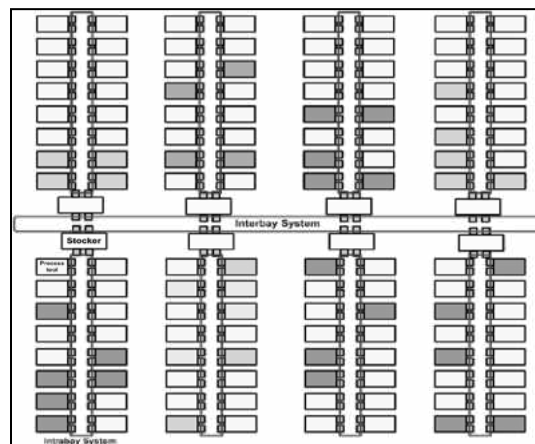 Interbay System
Stocker
Process
tool
Intrabay System